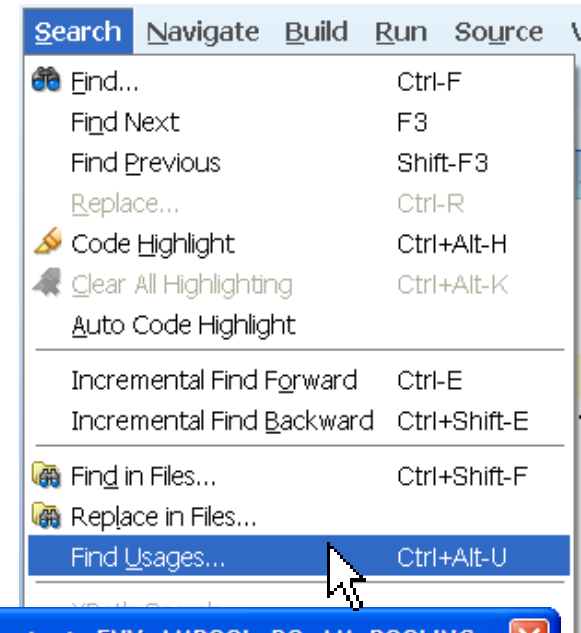 Search Navigate Build Run Source
Find... Ctrl-F
Find Next F3
Find Previous Shift-F3
Replace... Ctrl-R
Code Highlight Ctrl+Alt-H
Clear All Highlighting Ctrl+Alt-K
Auto Code Highlight
Incremental Find Forward Ctrl-E
Incremental Find Backward Ctrl+Shift-E
Find in Files... Ctrl+Shift-F
Replace in Files...
Find Usages... Ctrl+Alt-U